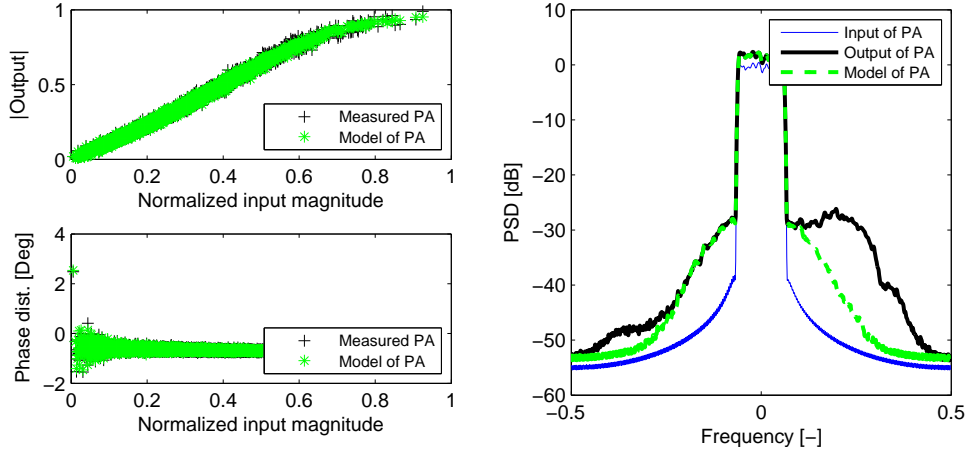 1
0.5
0
|Output|
Measured PA
Model of PA
0
0.2
0.4
0.6
0.8
1
Normalized input magnitude
4
2
0
−2
Phase dist. [Deg]
Measured PA
Model of PA
0
0.2
0.4
0.6
0.8
1
Normalized input magnitude
10
0
−10
−20
−30
−40
−50
−60
PSD [dB]
Input of PA
Output of PA
Model of PA
−0.5
0
0.5
Frequency [−]